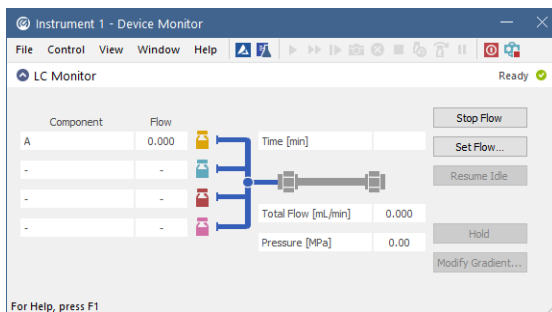 Instrument 1 - Device Monitor
File Control View Window Help
LC Monitor Ready
Component Flow
Stop Flow
A 0.000 Time [min]
Set Flow...
- -
Resume Idle
- -
Total Flow [mL/min] 0.000
- -
Hold
Pressure [MPa] 0.00
Modify Gradient...
For Help, press F1